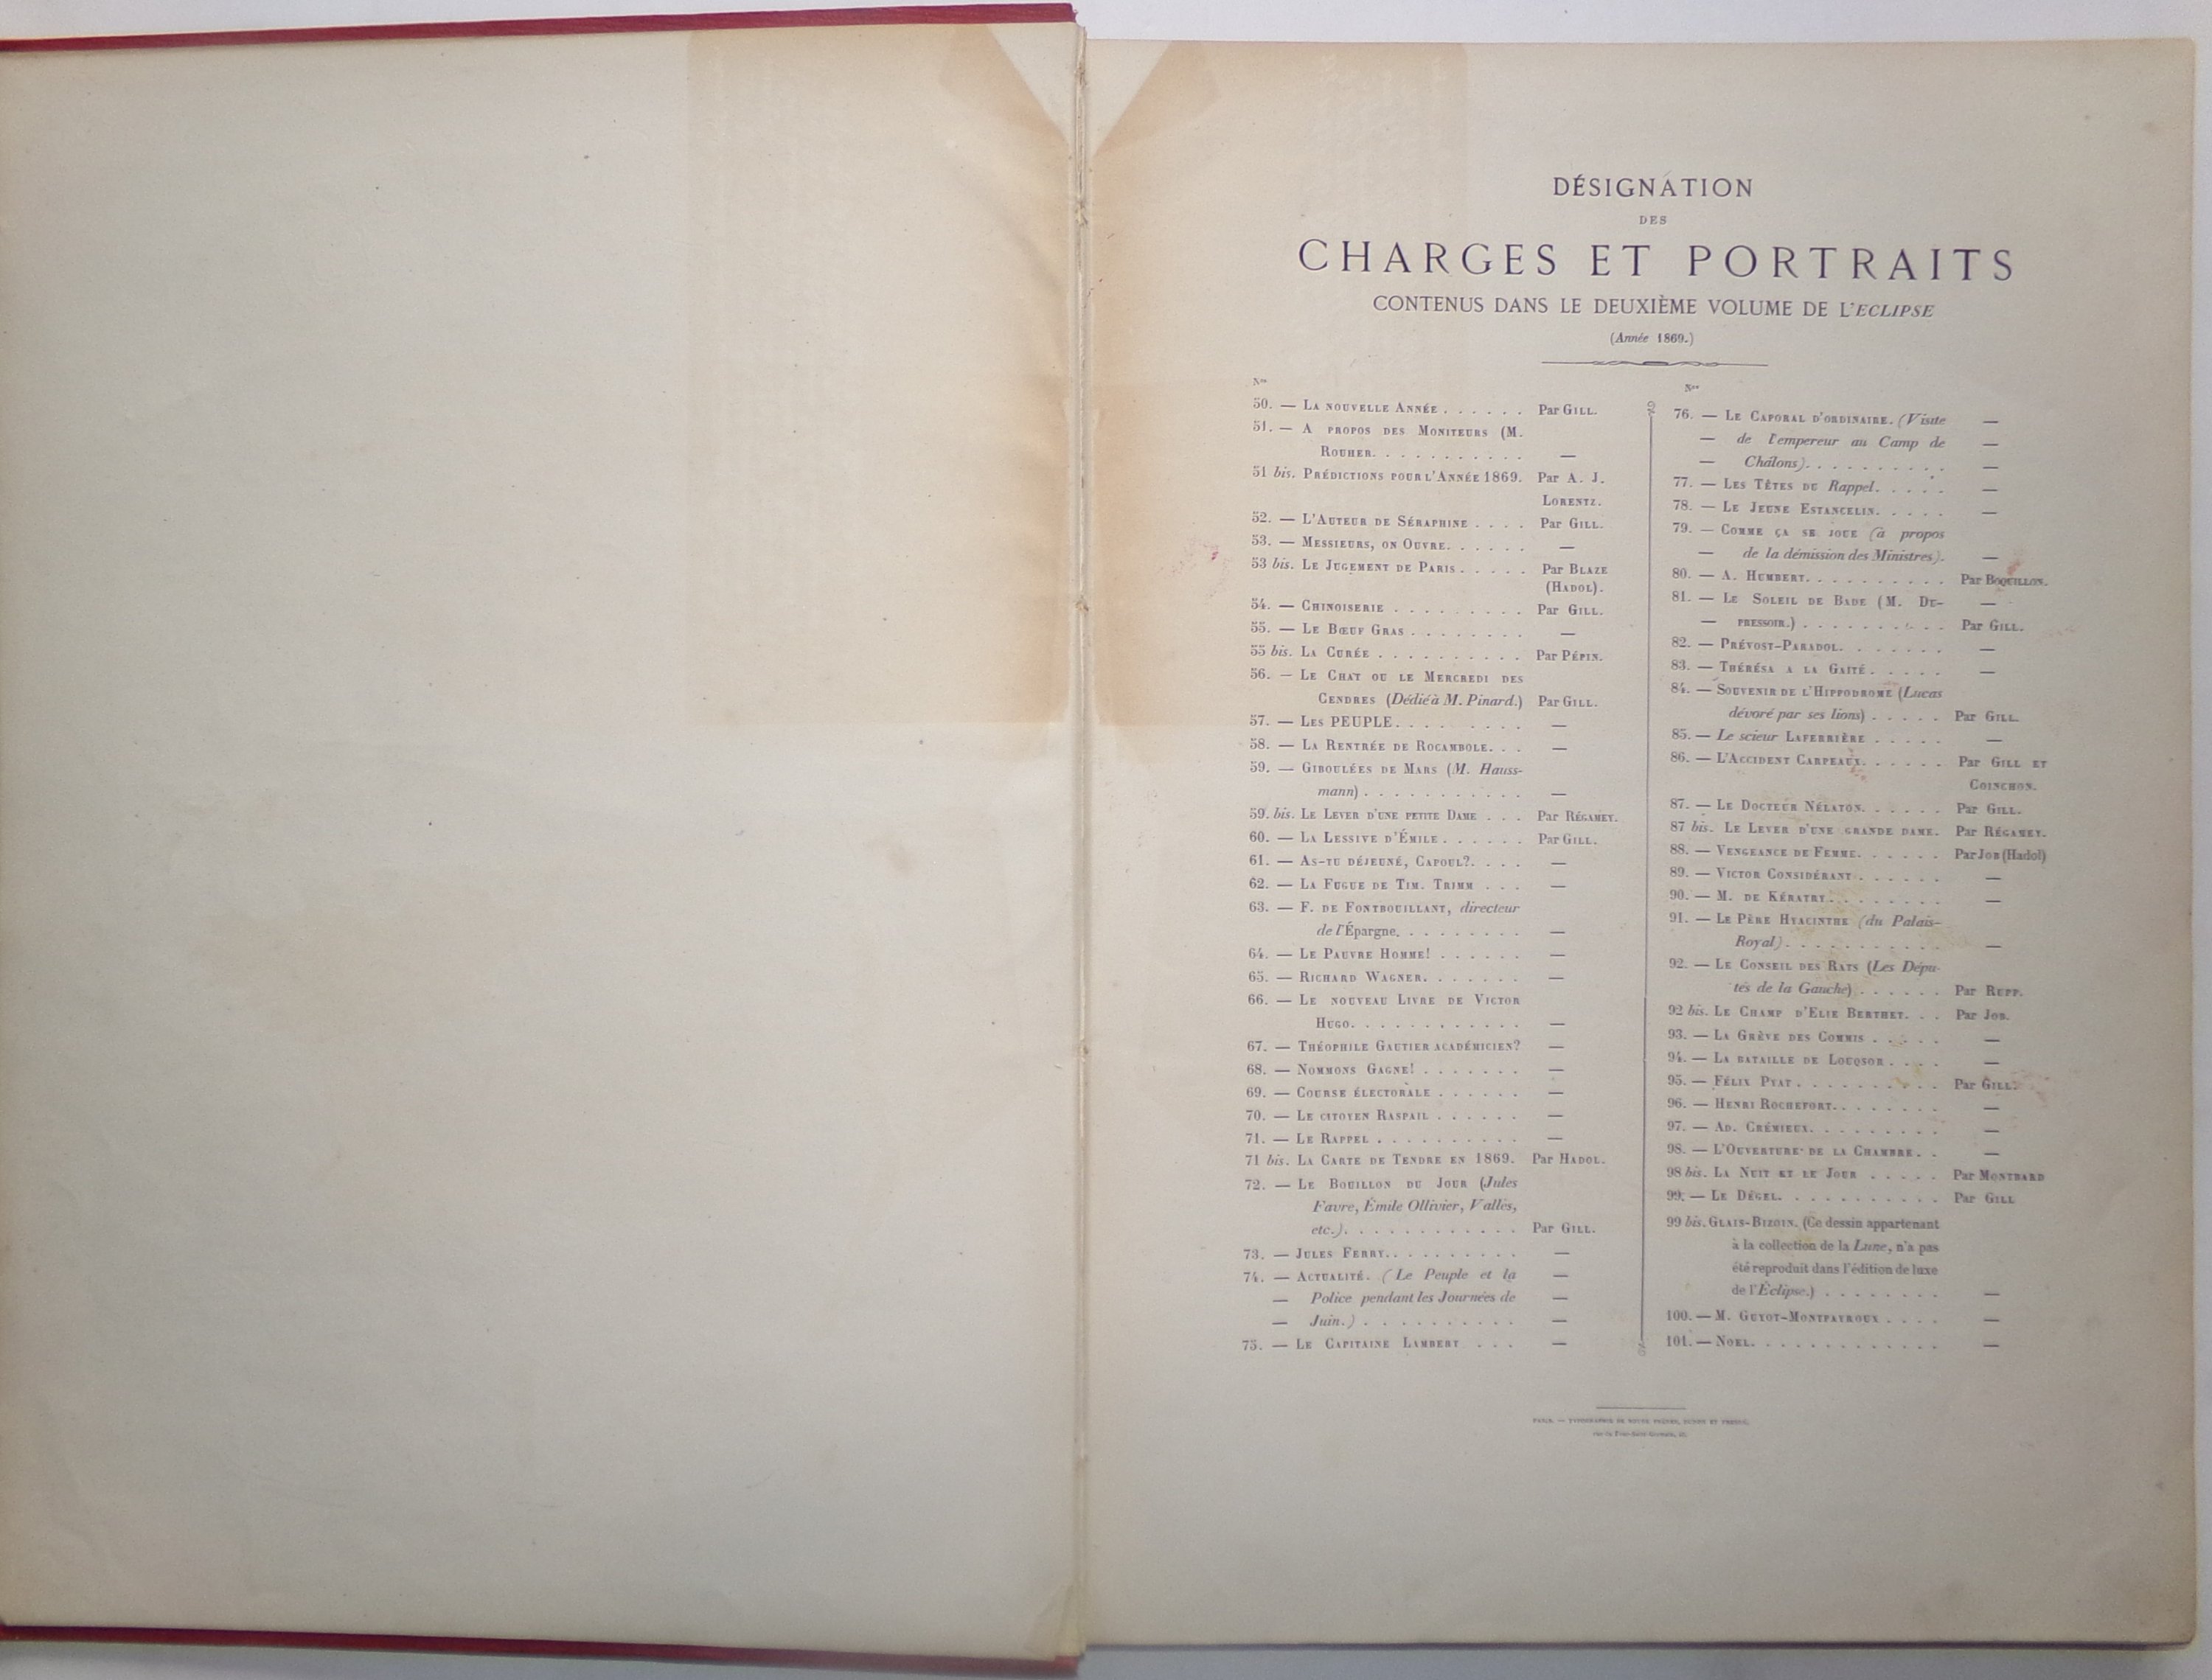 DÉSIGNATION
DES
CHARGES ET PORTRAITS
CONTENUS DANS LE DEUXIÈME VOLUME DE L'ECLIPSE
(Année 1869.)
Nos
50. — LA NOUVELLE ANNÉE . . . . . . Par GILL.
51. — A PROPOS DES MONITEURS (M.
ROUHER. . . . . . . . . . . —
51 bis. PRÉDICTIONS POUR L'ANNÉE 1869. Par A. J.
LORENTZ.
52. — L'AUTEUR DE SÉRAPHINE . . . . Par GILL.
53. — MESSIEURS, ON OUVRE. . . . . . —
53 bis. LE JUGEMENT DE PARIS . . . . . Par BLAZE
(HADOL).
54. — CHINOISERIE . . . . . . . . . Par GILL.
55. — LE BŒUF GRAS . . . . . . . . —
55 bis. LA CURÉE . . . . . . . . . . Par PÉPIN.
56. — LE CHAT OU LE MERCREDI DES
CENDRES (Dédié à M. Pinard.) Par GILL.
57. — LES PEUPLE. . . . . . . . . —
58. — LA RENTRÉE DE ROCAMBOLE. . . —
59. — GIBOULÉES DE MARS (M. Hauss-
mann) . . . . . . . . . . . —
59. bis. LE LEVER D'UNE PETITE DAME . . . Par RÉGAMEY.
60. — LA LESSIVE D'ÉMILE . . . . . . Par GILL.
61. — AS-TU DÉJEUNÉ, CAPOUL?. . . . —
62. — LA FUGUE DE TIM. TRIMM . . . —
63. — F. DE FONTBOUILLANT, directeur
de l'Épargne. . . . . . . . . —
64. — LE PAUVRE HOMME! . . . . . . —
65. — RICHARD WAGNER. . . . . . . —
66. — LE NOUVEAU LIVRE DE VICTOR
HUGO. . . . . . . . . . . . —
67. — THÉOPHILE GAUTIER ACADÉMICIEN? —
68. — NOMMONS GAGNE! . . . . . . . —
69. — COURSE ÉLECTORALE . . . . . . —
70. — LE CITOYEN RASPAIL . . . . . . —
71. — LE RAPPEL . . . . . . . . . . —
71 bis. LA CARTE DE TENDRE EN 1869. Par HADOL.
72. — LE BOUILLON DU JOUR (Jules
Favre, Émile Ollivier, Vallès,
etc.). . . . . . . . . . . . . Par GILL.
73. — JULES FERRY. . . . . . . . . . —
74. — ACTUALITÉ. (Le Peuple et la —
— Police pendant les Journées de —
— Juin.) . . . . . . . . . . . —
75. — LE CAPITAINE LAMBERT . . . —
Nos
76. — LE CAPORAL D'ORDINAIRE. (Visite —
— de l'empereur au Camp de —
— Châlons). . . . . . . . . . —
77. — LES TÊTES DU Rappel. . . . . —
78. — LE JEUNE ESTANCELIN. . . . . —
79. — COMME ÇA SE JOUE (à propos
— de la démission des Ministres). —
80. — A. HUMBERT. . . . . . . . . . Par BOQUILLON.
81. — LE SOLEIL DE BADE (M. DU- —
— PRESSOIR.) . . . . . . . . . . Par GILL.
82. — PRÉVOST-PARADOL. . . . . . . —
83. — THÉRÉSA A LA GAITÉ . . . . . —
84. — SOUVENIR DE L'HIPPODROME (Lucas
dévoré par ses lions) . . . . . Par GILL.
85. — Le scieur LAFERRIÈRE . . . . . —
86. — L'ACCIDENT CARPEAUX. . . . . . Par GILL ET
COINCHON.
87. — LE DOCTEUR NÉLATON. . . . . . Par GILL.
87 bis. LE LEVER D'UNE GRANDE DAME. Par RÉGAMEY.
88. — VENGEANCE DE FEMME. . . . . . Par JOB (Hadol)
89. — VICTOR CONSIDÉRANT . . . . . . —
90. — M. DE KÉRATRY. . . . . . . . —
91. — LE PÈRE HYACINTHE (du Palais-
Royal) . . . . . . . . . . . —
92. — LE CONSEIL DES RATS (Les Dépu-
tés de la Gauche) . . . . . . Par RUPP.
92 bis. LE CHAMP D'ELIE BERTHET. . . Par JOB.
93. — LA GRÈVE DES COMMIS . . . . . —
94. — LA BATAILLE DE LOUQSOR . . . . —
95. — FÉLIX PYAT . . . . . . . . . . Par GILL.
96. — HENRI ROCHEFORT. . . . . . . . —
97. — AD. CRÉMIEUX. . . . . . . . . —
98. — L'OUVERTURE DE LA CHAMBRE. . —
98 bis. LA NUIT ET LE JOUR . . . . . Par MONTBARD
99. — LE DÉGEL. . . . . . . . . . . Par GILL
99 bis. GLAIS-BIZOIN. (Ce dessin appartenant
à la collection de la Lune, n'a pas
été reproduit dans l'édition de luxe
de l'Éclipse.) . . . . . . . . —
100. — M. GUYOT-MONTPAYROUX . . . . —
101. — NOEL. . . . . . . . . . . . . —
PARIS. — TYPOGRAPHIE DE ROUGE FRÈRES, DUNON ET FRESNÉ,
rue du Four-Saint-Germain, 43.